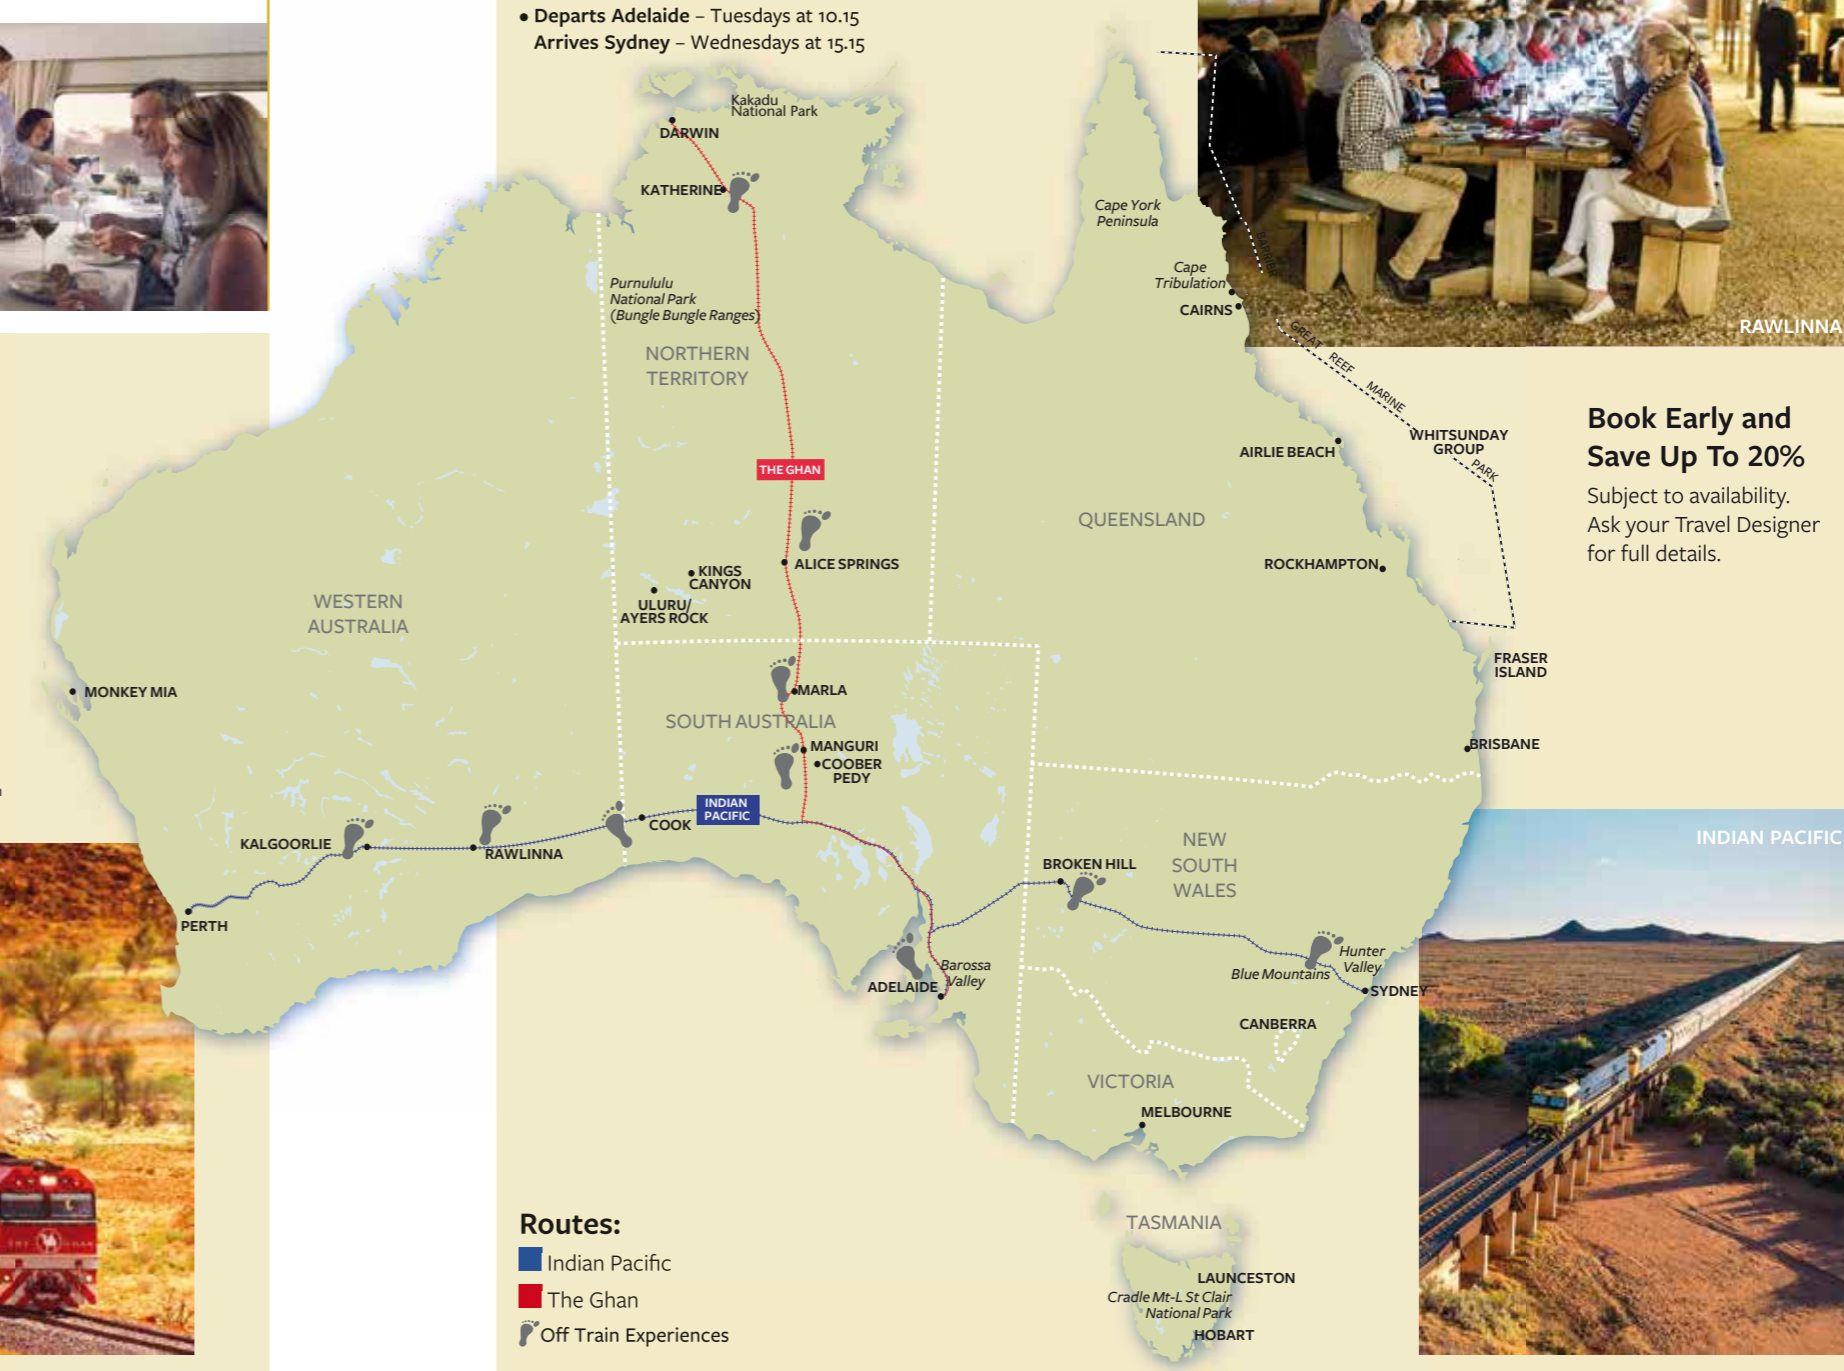 • Departs Adelaide – Tuesdays at 10.15
Arrives Sydney – Wednesdays at 15.15
Kakadu
National Park
DARWIN
KATHERINE
Cape York
Peninsula
Cape
Tribulation
CAIRNS
BARRIER
GREAT REEF MARINE PARK
RAWLINNA
Purnululu
National Park
(Bungle Bungle Ranges)
NORTHERN
TERRITORY
THE GHAN
WHITSUNDAY
GROUP
AIRLIE BEACH
Book Early and
Save Up To 20%
Subject to availability.
Ask your Travel Designer
for full details.
QUEENSLAND
ROCKHAMPTON
ALICE SPRINGS
KINGS
CANYON
ULURU/
AYERS ROCK
WESTERN
AUSTRALIA
FRASER
ISLAND
MONKEY MIA
MARLA
SOUTH AUSTRALIA
MANGURI
COOBER
PEDY
BRISBANE
INDIAN
PACIFIC
COOK
KALGOORLIE
RAWLINNA
PERTH
NEW
SOUTH
WALES
BROKEN HILL
INDIAN PACIFIC
Hunter
Valley
Blue Mountains
SYDNEY
Barossa
Valley
ADELAIDE
CANBERRA
VICTORIA
MELBOURNE
TASMANIA
LAUNCESTON
Cradle Mt-L St Clair
National Park
HOBART
THE GHAN
Routes:
Indian Pacific
The Ghan
Off Train Experiences